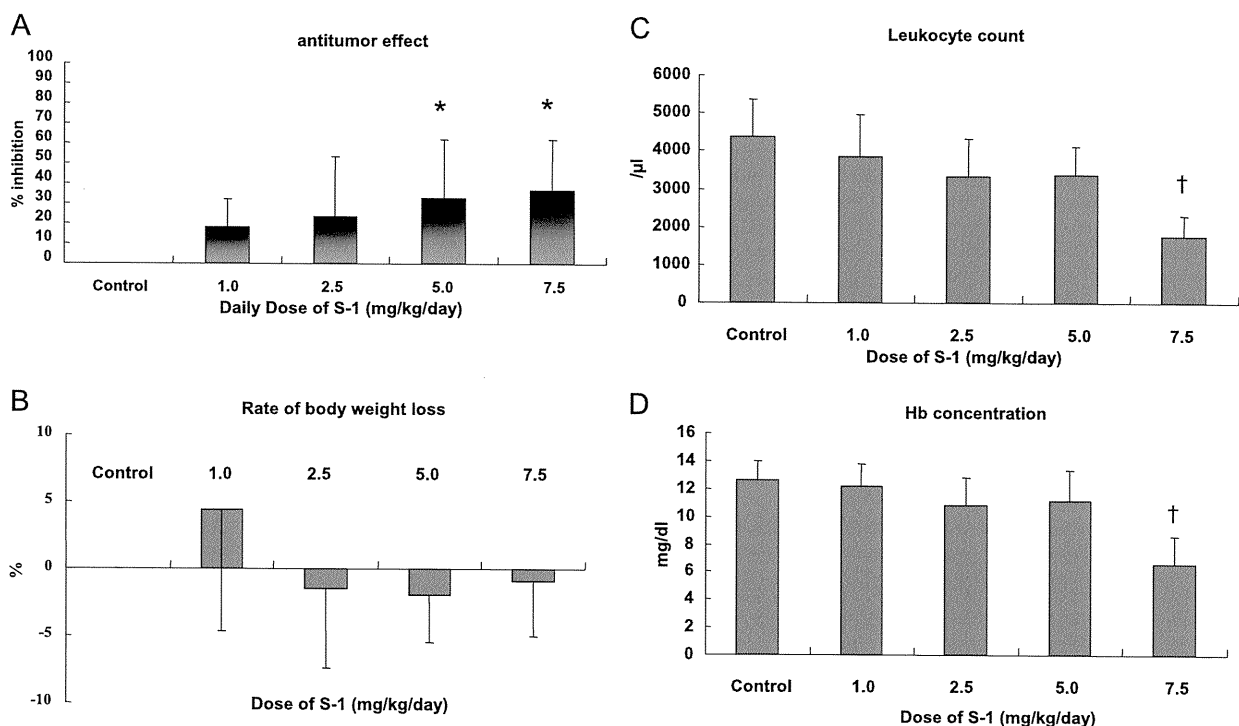 A
antitumor effect
100
90
80
70
60
50
40
30
20
10
0
% inhibition
* *
Control 1.0 2.5 5.0 7.5
Daily Dose of S-1 (mg/kg/day)
B
Rate of body weight loss
10
5
0
-5
-10
%
Control 1.0 2.5 5.0 7.5
Dose of S-1 (mg/kg/day)
C
Leukocyte count
6000
5000
4000
3000
2000
1000
0
/µl
†
Control 1.0 2.5 5.0 7.5
Dose of S-1 (mg/kg/day)
D
Hb concentration
16
14
12
10
8
6
4
2
0
mg/dl
†
Control 1.0 2.5 5.0 7.5
Dose of S-1 (mg/kg/day)